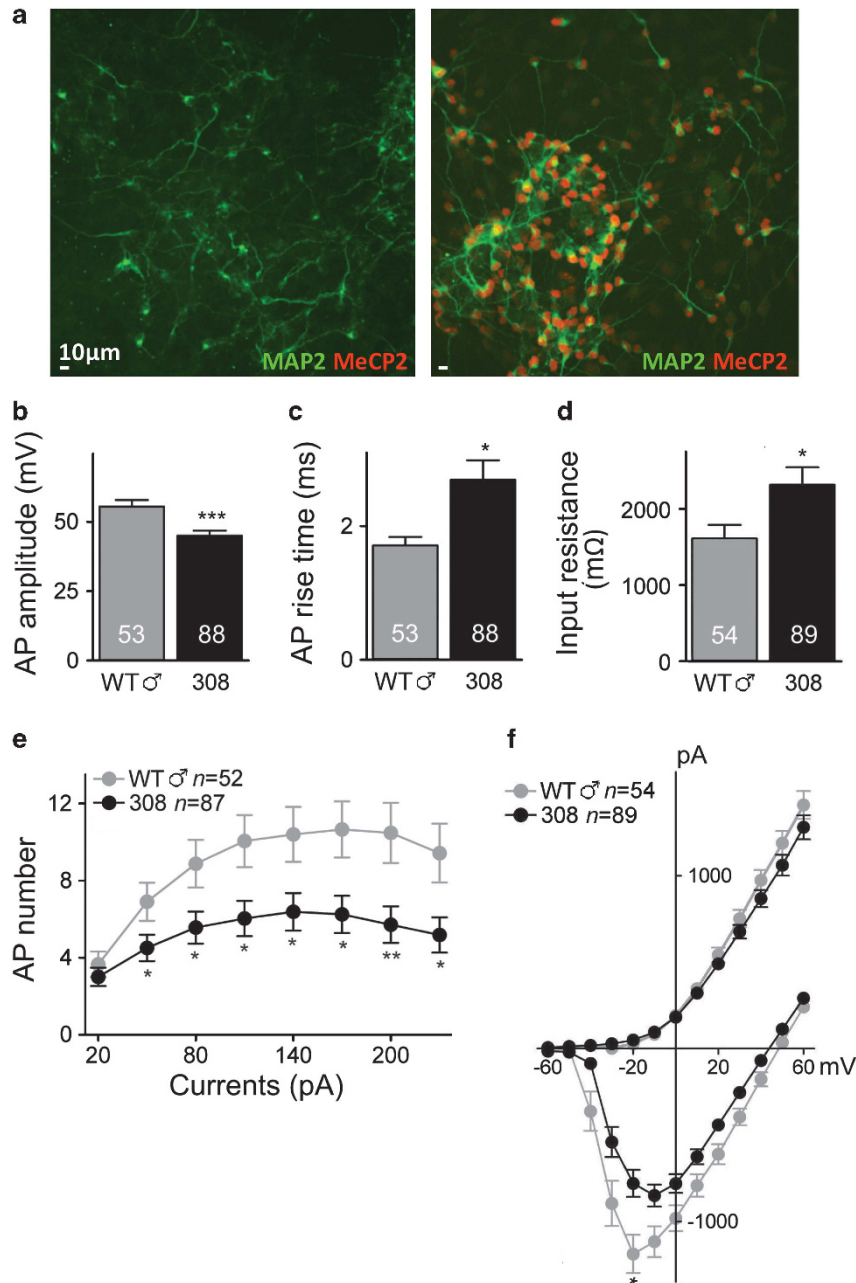 a
10μm
MAP2 MeCP2
MAP2 MeCP2
b
AP amplitude (mV)
50
25
0
***
53
88
WT♂
308
c
AP rise time (ms)
2
0
*
53
88
WT♂
308
d
Input resistance
(mΩ)
2000
1000
0
*
54
89
WT♂
308
e
WT♂ n=52
308 n=87
AP number
12
8
4
0
* * * * * ** *
20 80 140 200
Currents (pA)
f
pA
WT♂ n=54
308 n=89
1000
-60 -20 20 60 mV
-1000
*